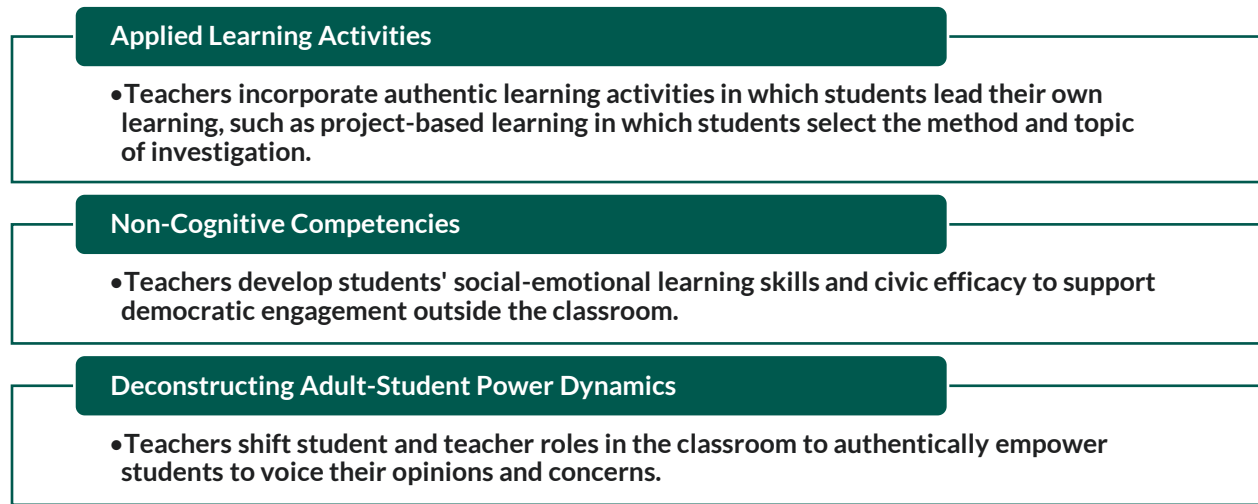 Applied Learning Activities
•Teachers incorporate authentic learning activities in which students lead their own
learning, such as project-based learning in which students select the method and topic
of investigation.
Non-Cognitive Competencies
•Teachers develop students' social-emotional learning skills and civic efficacy to support
democratic engagement outside the classroom.
Deconstructing Adult-Student Power Dynamics
•Teachers shift student and teacher roles in the classroom to authentically empower
students to voice their opinions and concerns.